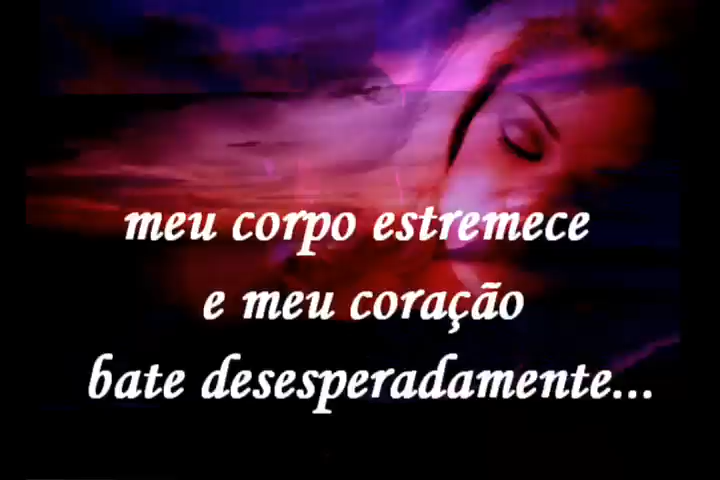 meu corpo estremece
e meu coração
bate desesperadamente...